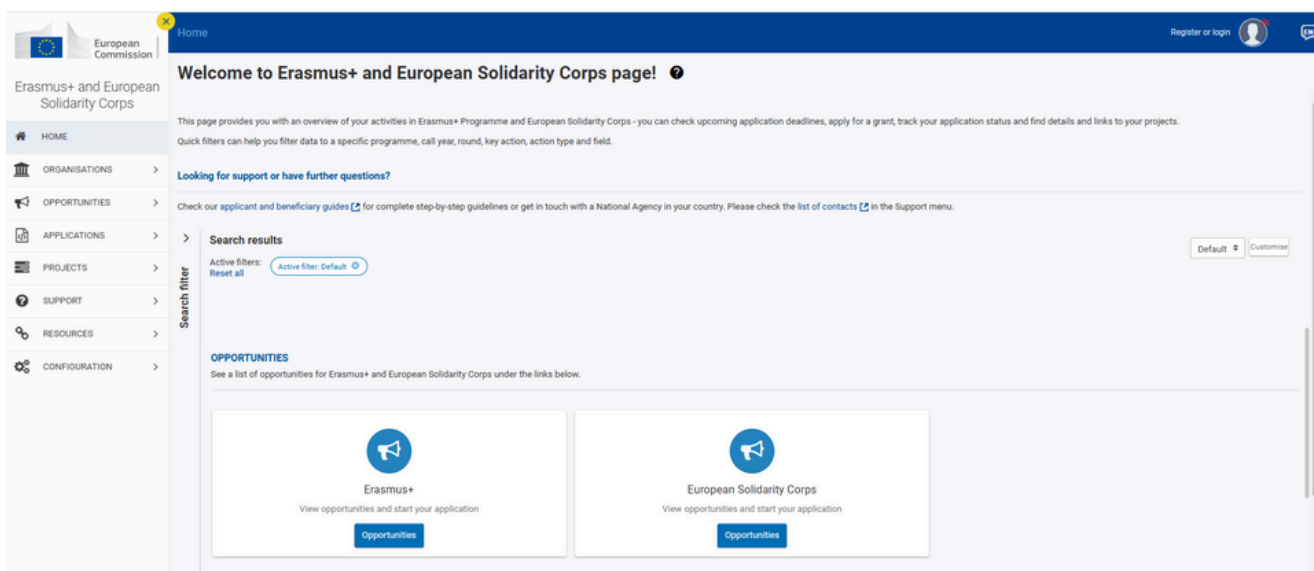 European
Commission
Home
Register or login
EN
Erasmus+ and European
Solidarity Corps
HOME
ORGANISATIONS
OPPORTUNITIES
APPLICATIONS
PROJECTS
SUPPORT
RESOURCES
CONFIGURATION
Welcome to Erasmus+ and European Solidarity Corps page!
This page provides you with an overview of your activities in Erasmus+ Programme and European Solidarity Corps - you can check upcoming application deadlines, apply for a grant, track your application status and find details and links to your projects.
Quick filters can help you filter data to a specific programme, call year, round, key action, action type and field.
Looking for support or have further questions?
Check our applicant and beneficiary guides for complete step-by-step guidelines or get in touch with a National Agency in your country. Please check the list of contacts in the Support menu.
Search filter
Search results
Active filters:
Reset all
Active filter: Default
Default
Customise
OPPORTUNITIES
See a list of opportunities for Erasmus+ and European Solidarity Corps under the links below.
Erasmus+
View opportunities and start your application
Opportunities
European Solidarity Corps
View opportunities and start your application
Opportunities